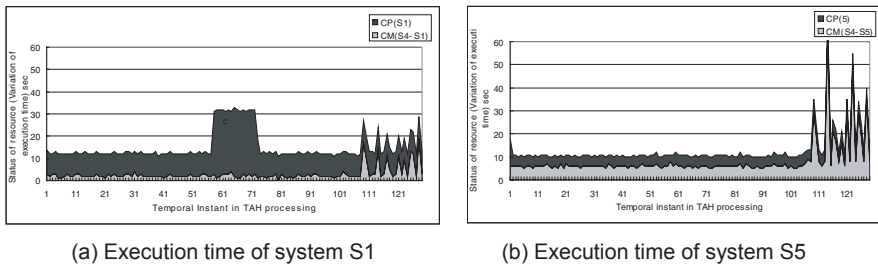 CP(S1)
CM(S4- S1)
Status of resource (Variation of
execution time) sec
60
50
40
30
20
10
0
c
1 11 21 31 41 51 61 71 81 91 101 111 121
Temporal Instant in TAH processing
(a) Execution time of system S1
CP(5)
CM(S4- S5)
Status of resource (Variation of executi
time) sec
60
50
40
30
20
10
0
1 11 21 31 41 51 61 71 81 91 101 111 121
Temporal instant in TAH processing
(b) Execution time of system S5